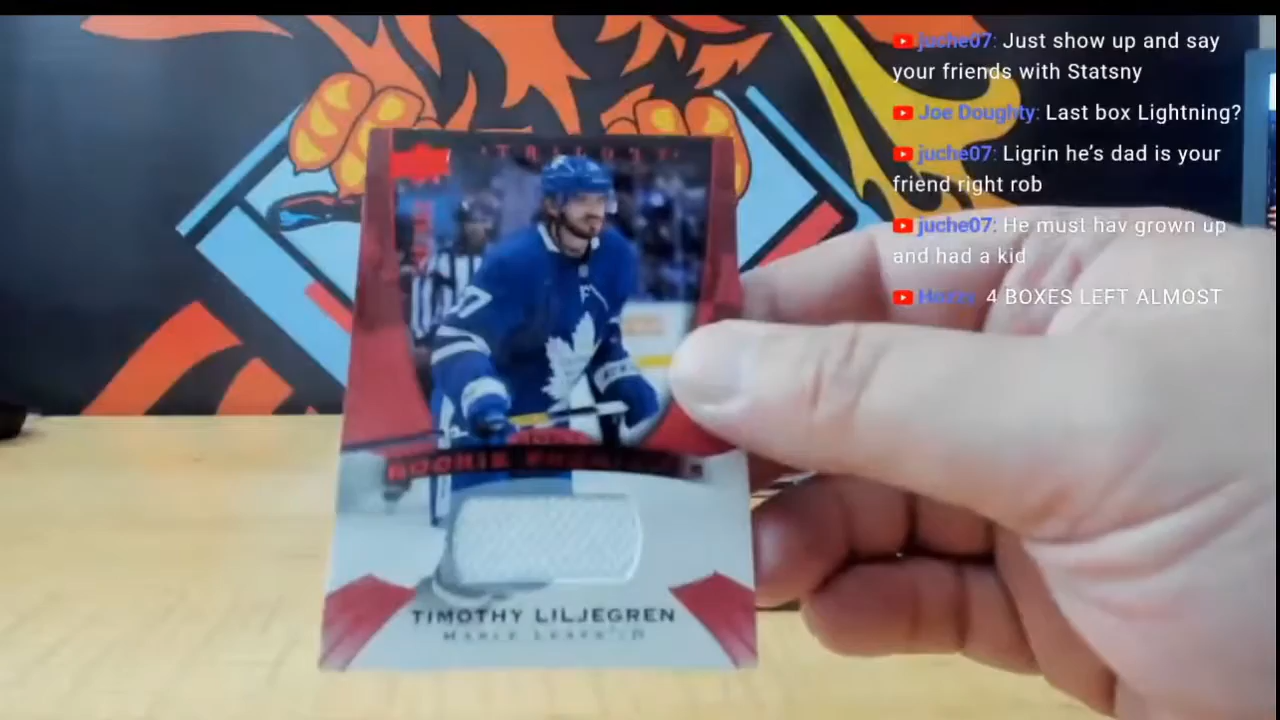 juche07: Just show up and say
your friends with Statsny
Joe Doughty: Last box Lightning?
juche07: Ligrin he’s dad is your
friend right rob
juche07: He must hav grown up
and had a kid
4 BOXES LEFT ALMOST
TRILOGY
37
ROOKIE
TIMOTHY LILJEGREN
MAPLE LEAFS · D